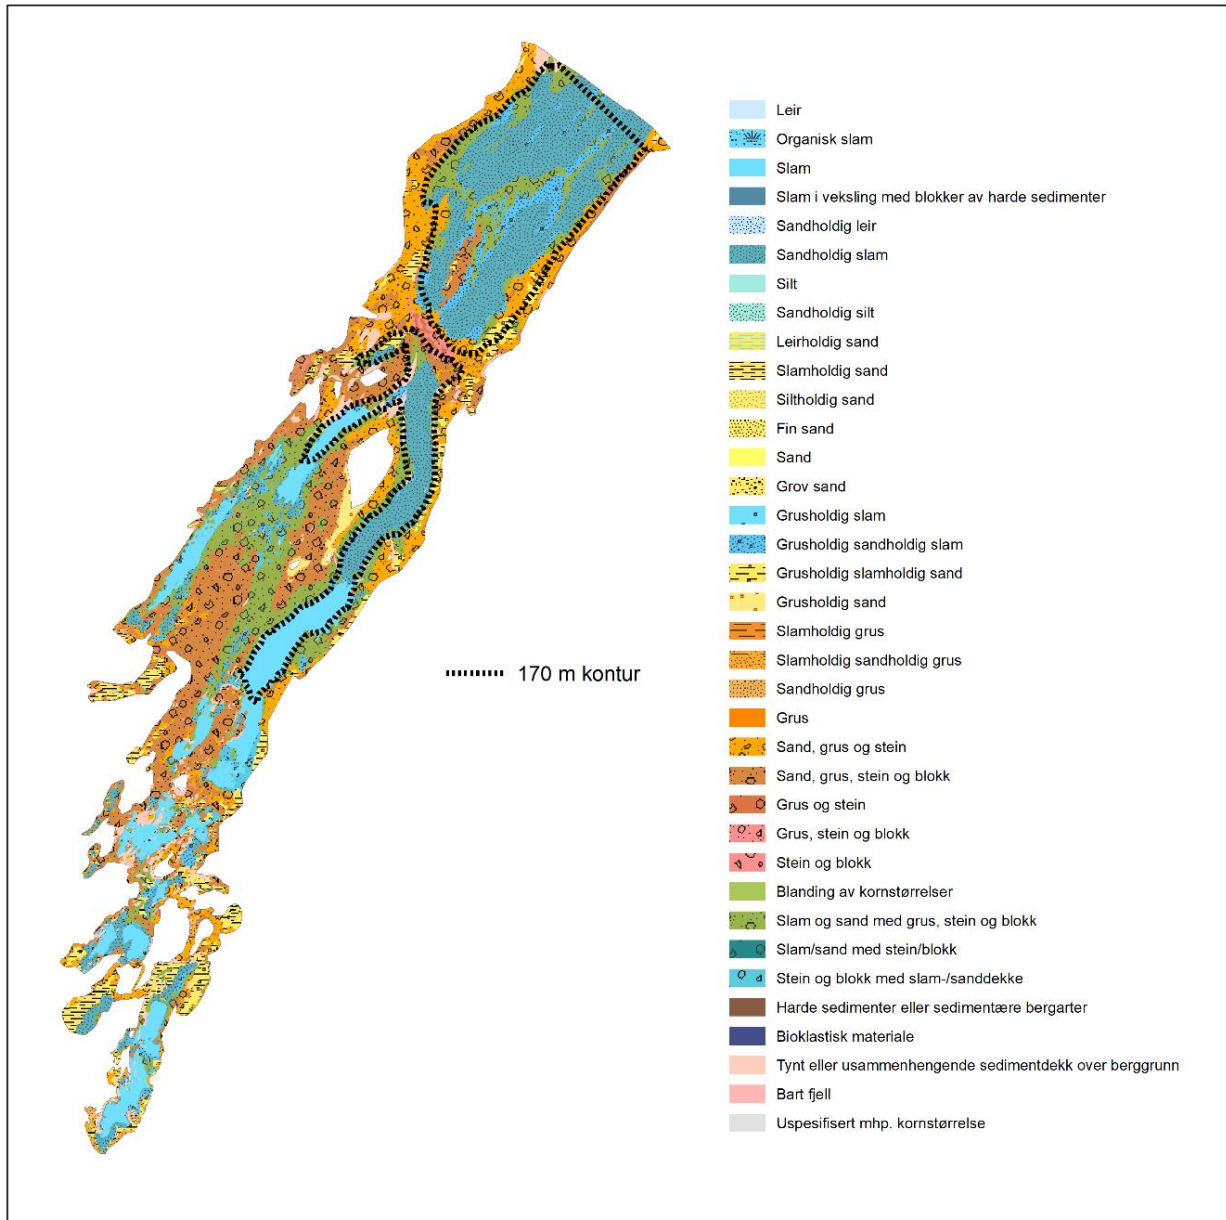 Leir
Organisk slam
Slam
Slam i veksling med blokker av harde sedimenter
Sandholdig leir
Sandholdig slam
Silt
Sandholdig silt
Leirholdig sand
Slamholdig sand
Siltholdig sand
Fin sand
Sand
Grov sand
Grusholdig slam
Grusholdig sandholdig slam
Grusholdig slamholdig sand
Grusholdig sand
Slamholdig grus
Slamholdig sandholdig grus
Sandholdig grus
Grus
Sand, grus og stein
Sand, grus, stein og blokk
Grus og stein
Grus, stein og blokk
Stein og blokk
Blanding av kornstørrelser
Slam og sand med grus, stein og blokk
Slam/sand med stein/blokk
Stein og blokk med slam-/sanddekke
Harde sedimenter eller sedimentære bergarter
Bioklastisk materiale
Tynt eller usammenhengende sedimentdekk over berggrunn
Bart fjell
Uspesifisert mhp. kornstørrelse
170 m kontur